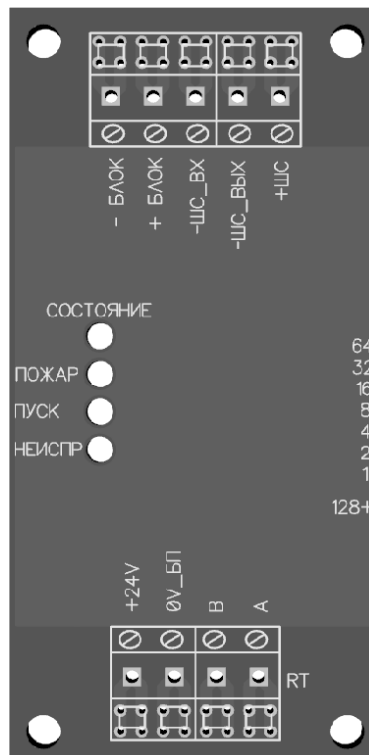 - БЛОК
+ БЛОК
-ШС_ВХ
-ШС_ВЫХ
+ШС
СОСТОЯНИЕ
ПОЖАР
ПУСК
НЕИСПР
64
32
16
8
4
2
1
128+
+24V
0V_БП
B
A
RT